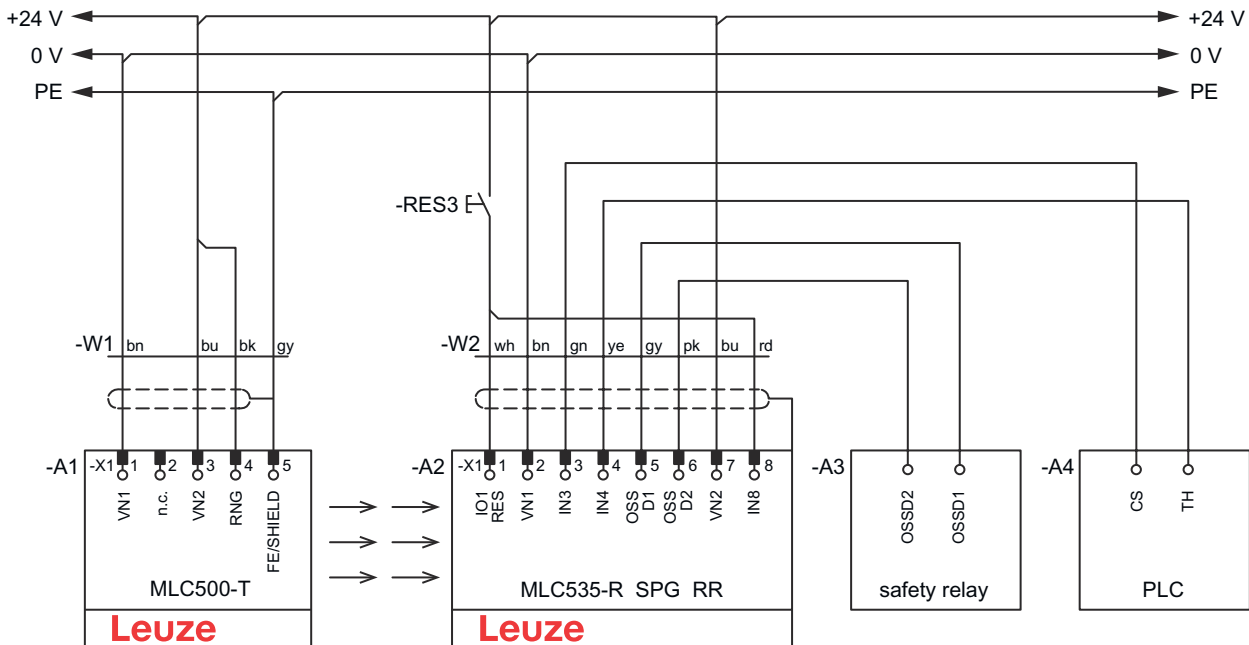 +24 V
+24 V
0 V
0 V
PE
PE
-RES3
-W1 bn bu bk gy
-W2 wh bn gn ye gy pk bu rd
-A1 -X1 1 2 3 4 5
VN1
n.c.
VN2
RNG
FE/SHIELD
MLC500-T
Leuze
-A2 -X1 1 2 3 4 5 6 7 8
IO1
RES
VN1
IN3
IN4
OSS
D1
OSS
D2
VN2
IN8
MLC535-R SPG RR
Leuze
-A3
OSSD2
OSSD1
safety relay
-A4
CS
TH
PLC